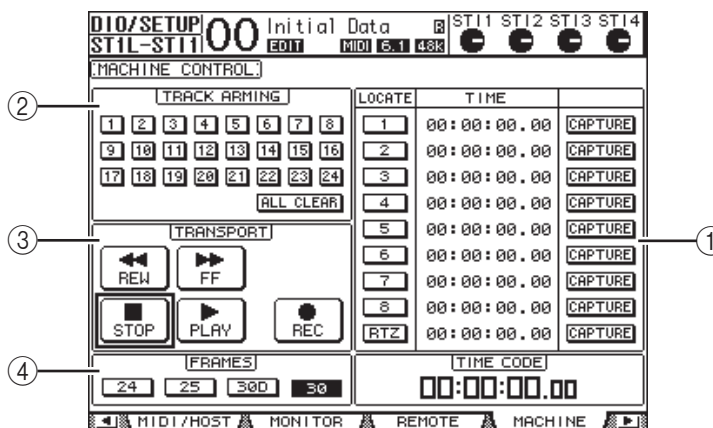 DIO/SETUP 00 Initial Data R ST11 ST12 ST13 ST14
ST1L-ST11 EDIT MIDI 6.1 48k
MACHINE CONTROL
TRACK ARMING
1 2 3 4 5 6 7 8
9 10 11 12 13 14 15 16
17 18 19 20 21 22 23 24
ALL CLEAR
TRANSPORT
REW FF
STOP PLAY REC
FRAMES
24 25 30D 30
LOCATE TIME
1 00:00:00.00 CAPTURE
2 00:00:00.00 CAPTURE
3 00:00:00.00 CAPTURE
4 00:00:00.00 CAPTURE
5 00:00:00.00 CAPTURE
6 00:00:00.00 CAPTURE
7 00:00:00.00 CAPTURE
8 00:00:00.00 CAPTURE
RTZ 00:00:00.00 CAPTURE
TIME CODE
00:00:00.00
MIDI/HOST MONITOR REMOTE MACHINE
2
3
4
1